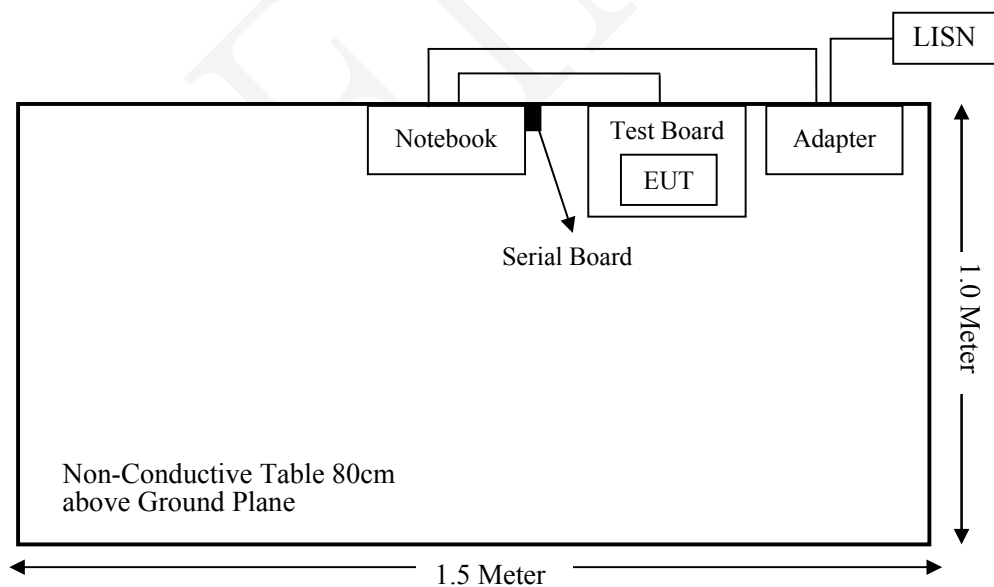 LISN
Notebook
Test Board
EUT
Adapter
Serial Board
1.0 Meter
Non-Conductive Table 80cm
above Ground Plane
1.5 Meter